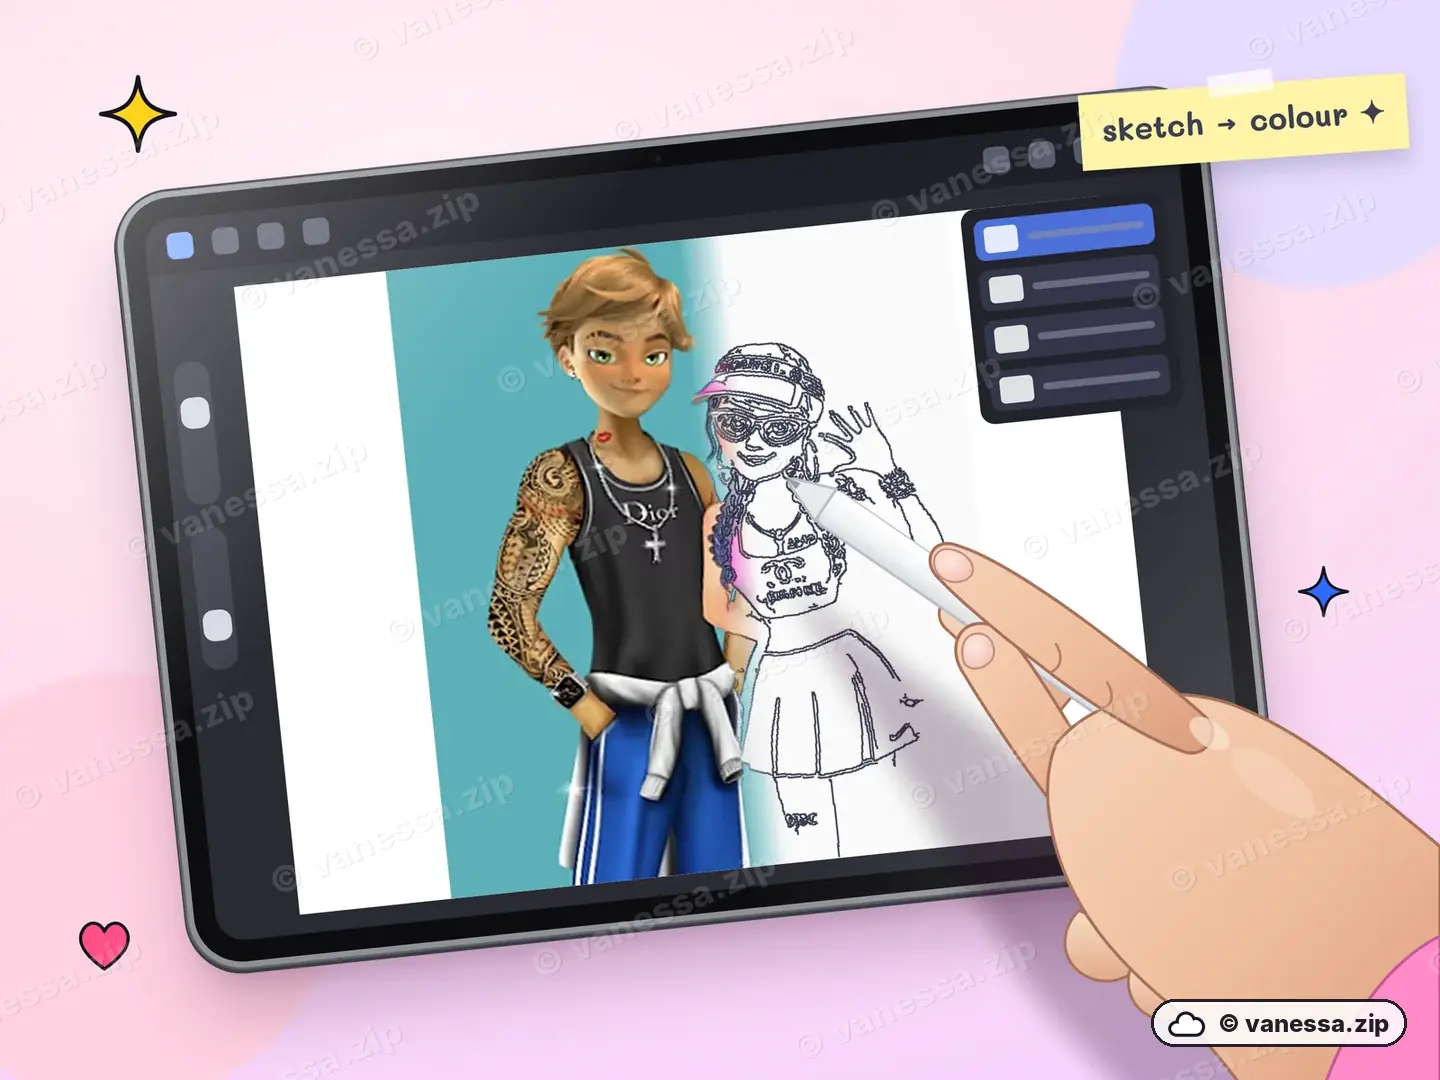 sketch → colour ✦
Dior
© vanessa.zip